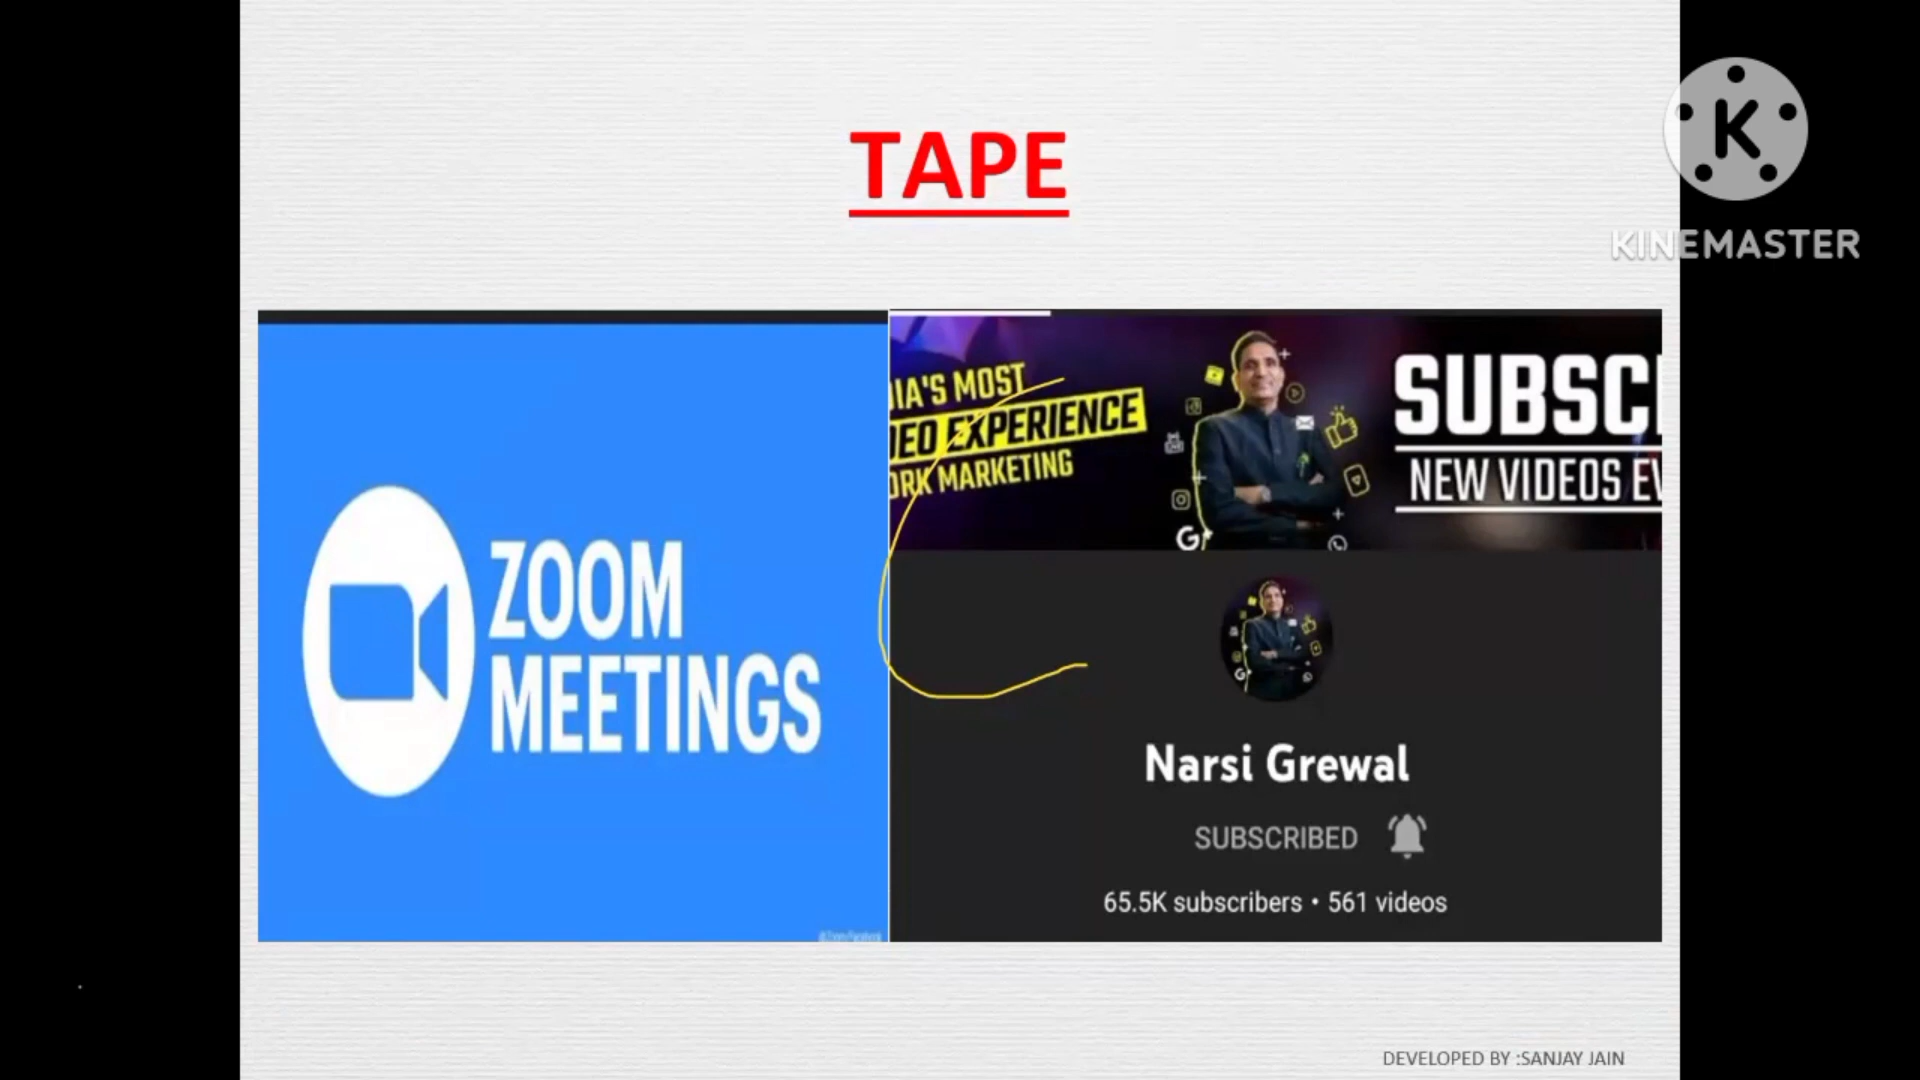 TAPE
K
KINEMASTER
ZOOM
MEETINGS
IA'S MOST
DEO EXPERIENCE
ORK MARKETING
SUBSC
NEW VIDEOS EV
G+
Narsi Grewal
SUBSCRIBED
65.5K subscribers • 561 videos
DEVELOPED BY :SANJAY JAIN